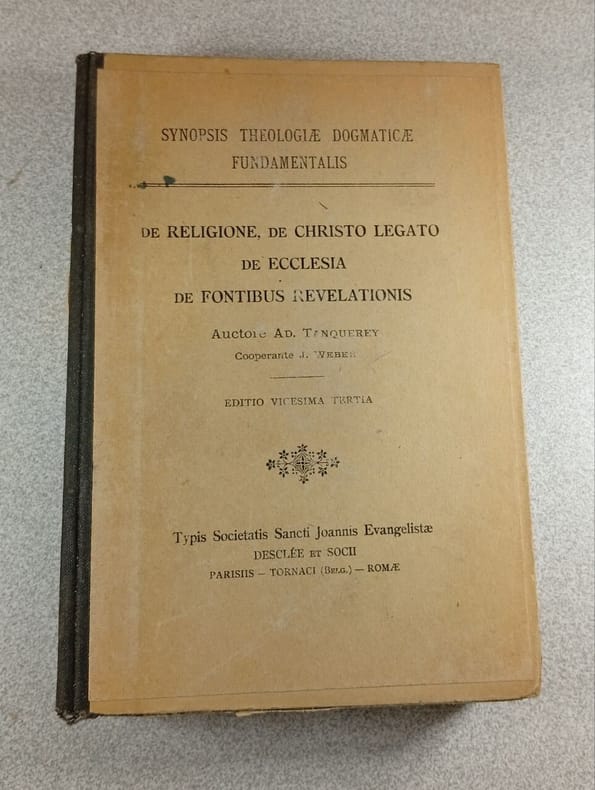 SYNOPSIS THEOLOGIÆ DOGMATICÆ
FUNDAMENTALIS
DE RELIGIONE, DE CHRISTO LEGATO
DE ECCLESIA
DE FONTIBUS REVELATIONIS
Auctore AD. TANQUEREY
Cooperante J. WEBER
EDITIO VICESIMA TERTIA
Typis Societatis Sancti Joannis Evangelistæ
DESCLÉE ET SOCII
PARISIIS — TORNACI (BELG.) — ROMÆ